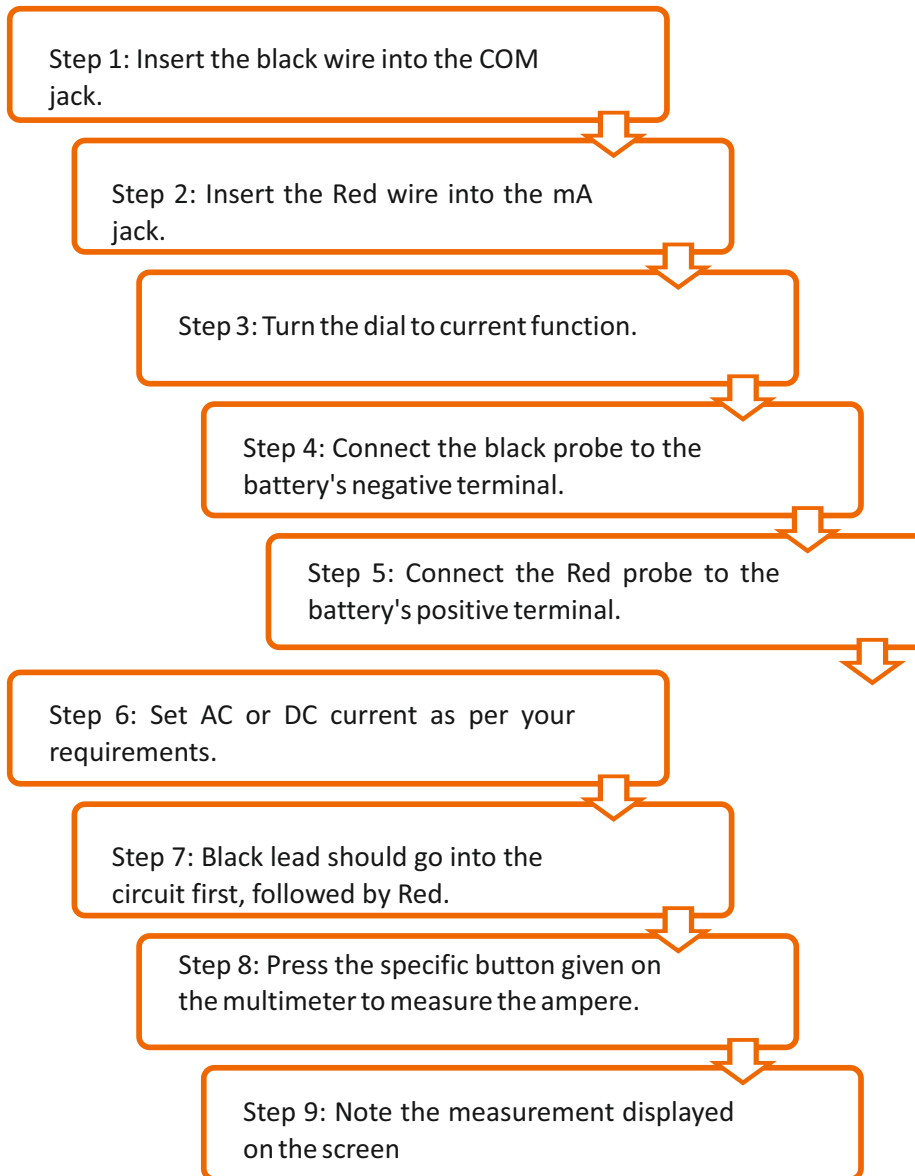 Step 1: Insert the black wire into the COM
jack.
Step 2: Insert the Red wire into the mA
jack.
Step 3: Turn the dial to current function.
Step 4: Connect the black probe to the
battery's negative terminal.
Step 5: Connect the Red probe to the
battery's positive terminal.
Step 6: Set AC or DC current as per your
requirements.
Step 7: Black lead should go into the
circuit first, followed by Red.
Step 8: Press the specific button given on
the multimeter to measure the ampere.
Step 9: Note the measurement displayed
on the screen